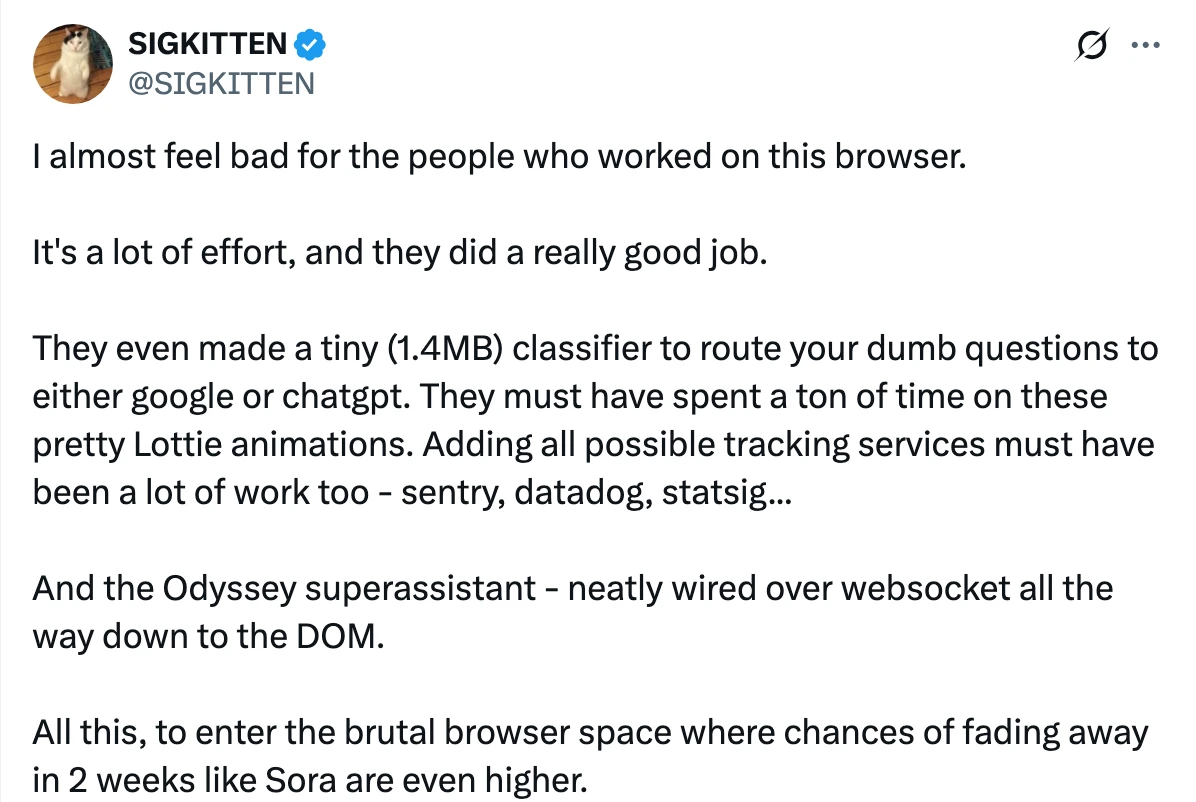 SIGKITTEN
@SIGKITTEN
I almost feel bad for the people who worked on this browser.
It's a lot of effort, and they did a really good job.
They even made a tiny (1.4MB) classifier to route your dumb questions to
either google or chatgpt. They must have spent a ton of time on these
pretty Lottie animations. Adding all possible tracking services must have
been a lot of work too - sentry, datadog, statsig...
And the Odyssey superassistant - neatly wired over websocket all the
way down to the DOM.
All this, to enter the brutal browser space where chances of fading away
in 2 weeks like Sora are even higher.